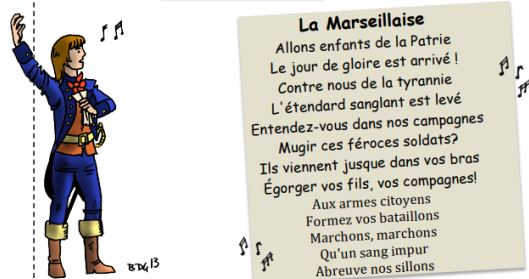 La Marseillaise
Allons enfants de la Patrie
Le jour de gloire est arrivé !
Contre nous de la tyrannie
L'étendard sanglant est levé
Entendez-vous dans nos campagnes
Mugir ces féroces soldats?
Ils viennent jusque dans vos bras
Égorger vos fils, vos compagnes!
Aux armes citoyens
Formez vos bataillons
Marchons, marchons
Qu'un sang impur
Abreuve nos sillons
BDG 13